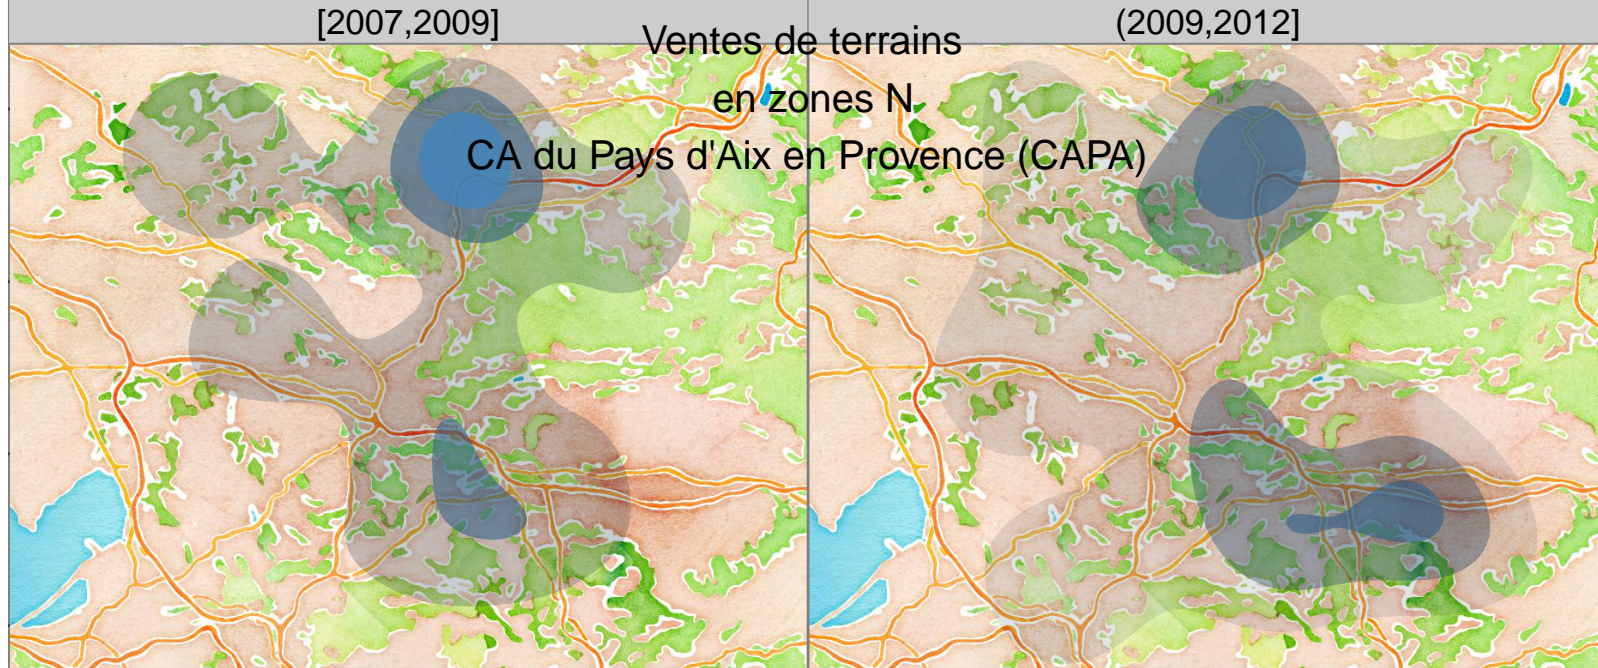 [2007,2009]
(2009,2012]
Ventes de terrains
en zones N
CA du Pays d'Aix en Provence (CAPA)